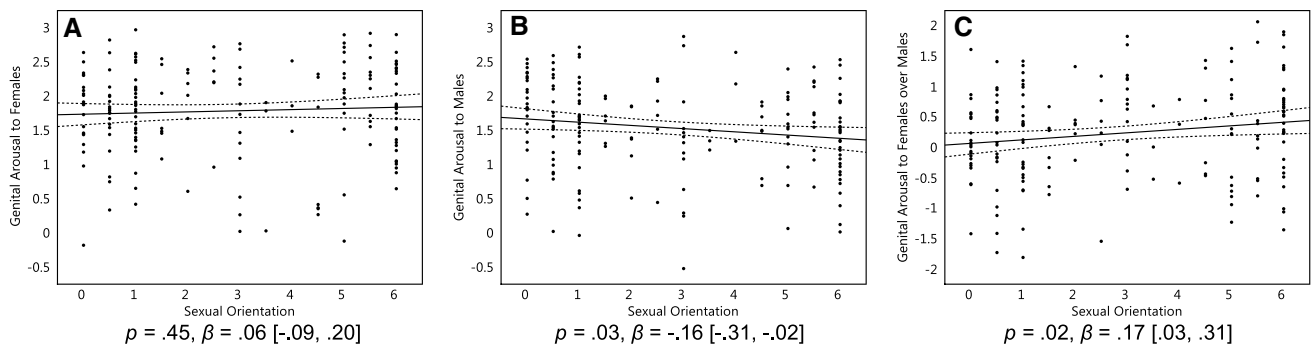 A
Genital Arousal to Females
3
2.5
2
1.5
1
0.5
0
-0.5
0 1 2 3 4 5 6
Sexual Orientation
p = .45, β = .06 [-.09, .20]
B
Genital Arousal to Males
3
2.5
2
1.5
1
0.5
0
-0.5
0 1 2 3 4 5 6
Sexual Orientation
p = .03, β = -.16 [-.31, -.02]
C
Genital Arousal to Females over Males
2
1.5
1
0.5
0
-0.5
-1
-1.5
-2
0 1 2 3 4 5 6
Sexual Orientation
p = .02, β = .17 [.03, .31]